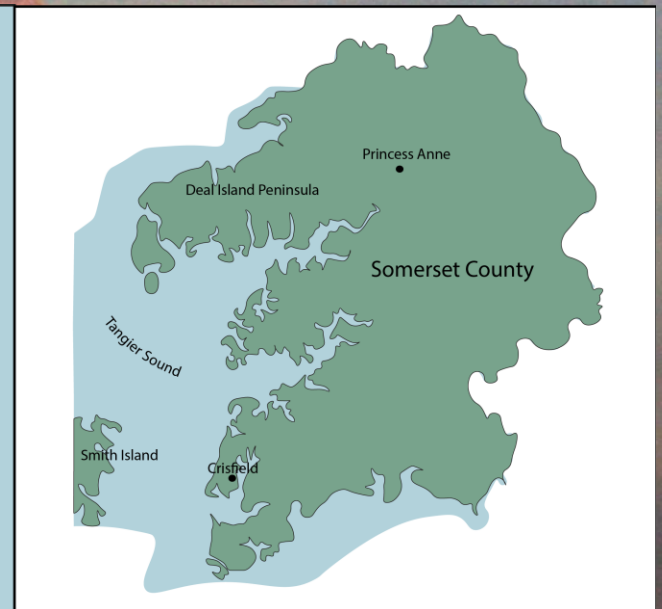 Princess Anne
Deal Island Peninsula
Somerset County
Tangier Sound
Smith Island
Crisfield